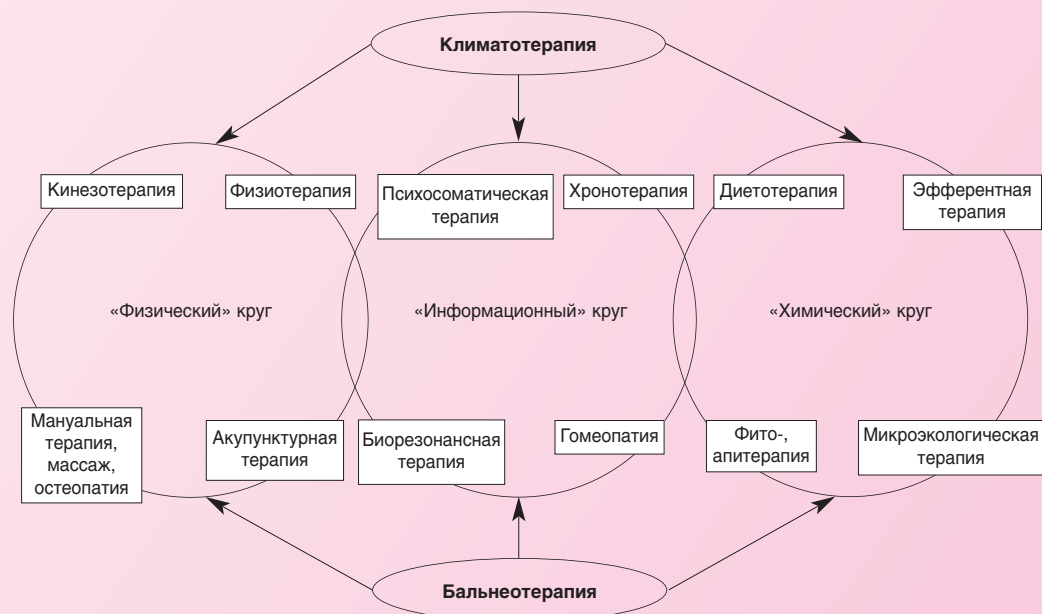 Климатотерапия
Кинезотерапия
Физиотерапия
Психосоматическая
терапия
Хронотерапия
Диетотерапия
Эфферентная
терапия
«Физический» круг
«Информационный» круг
«Химический» круг
Мануальная
терапия,
массаж,
остеопатия
Акупунктурная
терапия
Биорезонансная
терапия
Гомеопатия
Фито-,
апитерапия
Микроэкологическая
терапия
Бальнеотерапия